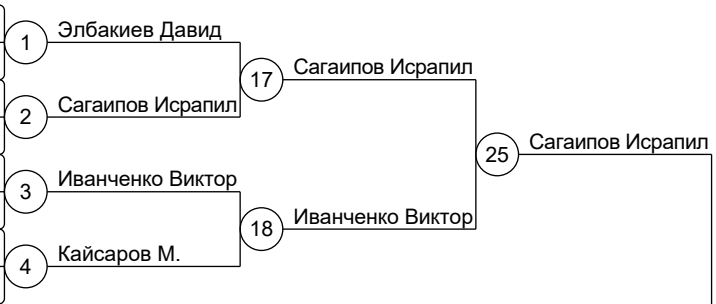 1 Элбакиев Давид
17 Сагаипов Исрапил
2 Сагаипов Исрапил
25 Сагаипов Исрапил
3 Иванченко Виктор
18 Иванченко Виктор
4 Кайсаров М.